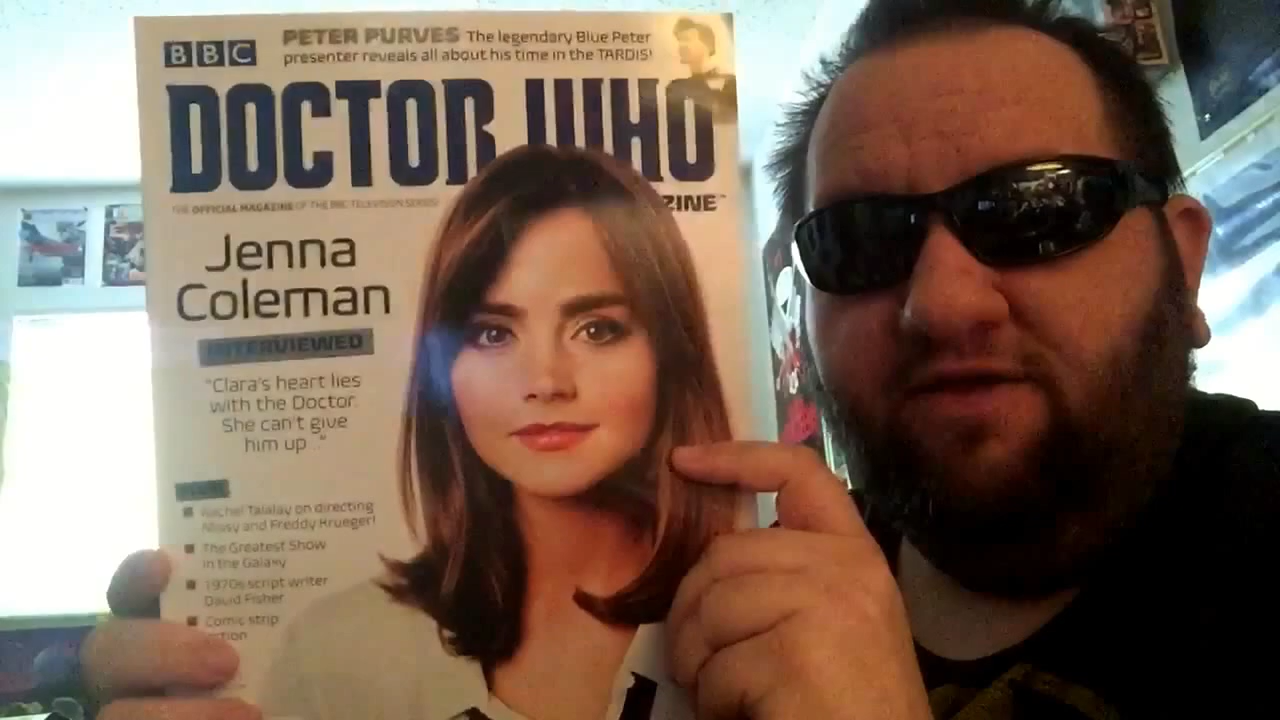 BBC
PETER PURVES The legendary Blue Peter
presenter reveals all about his time in the TARDIS!
DOCTOR WHO
THE OFFICIAL MAGAZINE OF THE BBC TELEVISION SERIES
ZINE™
Jenna
Coleman
INTERVIEWED
"Clara's heart lies
with the Doctor.
She can't give
him up..."
PLUS
Rachel Talalay on directing
Missy and Freddy Krueger!
The Greatest Show
in the Galaxy
1970s script writer
David Fisher
Comic strip
action